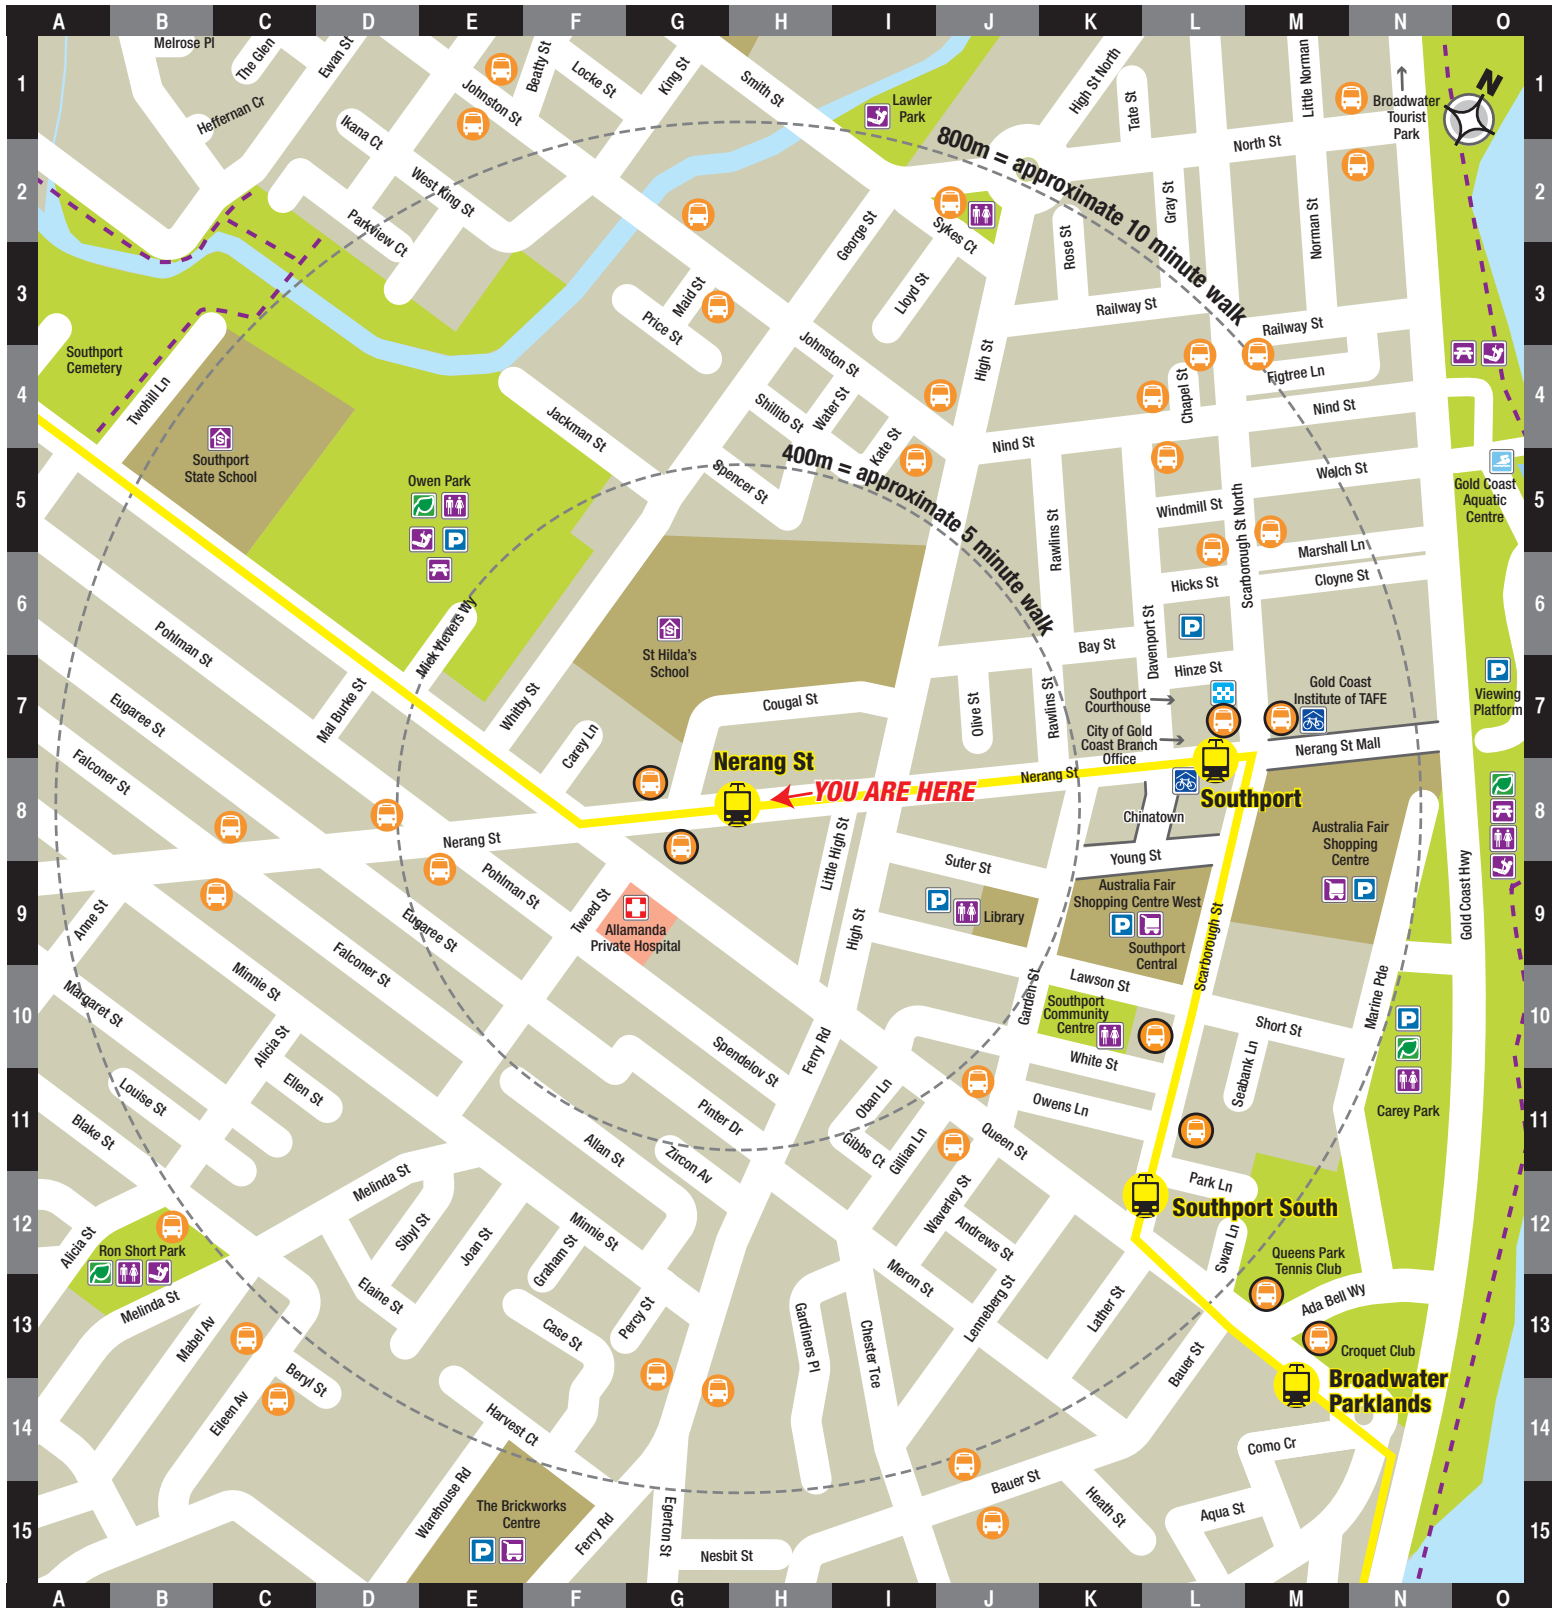 A B C D E F G H I J K L M N O
1
Melrose Pl
The Glen
Ewan St
Heffernan Cr
Ikana Ct
Johnston St
Beatty St
Locke St
King St
Smith St
Lawler
Park
High St North
Tate St
Little Norman
Broadwater
Tourist
Park
N
1
800m = approximate 10 minute walk
North St
2
West King St
Parkview Ct
George St
Sykes Ct
Rose St
Gray St
Norman St
2
3
Maid St
Price St
Lloyd St
Railway St
Railway St
3
Southport
Cemetery
Twohill Ln
Johnston St
High St
Figtree Ln
4
Jackman St
Shillito St
Water St
Kate St
Chapel St
Nind St
Nind St
4
Southport
State School
S
400m = approximate 5 minute walk
Spencer St
Welch St
5
Owen Park
P
Rawlins St
Windmill St
Scarborough St North
Marshall Ln
Gold Coast
Aquatic
Centre
5
Hicks St
Cloyne St
6
Pohlman St
Mick Vievers Wy
S
St Hilda's
School
Bay St
Davenport St
P
Hinze St
6
P
Viewing
Platform
7
Eugaree St
Mal Burke St
Whitby St
Carey Ln
Cougal St
Olive St
Rawlins St
Southport
Courthouse
City of Gold
Coast Branch
Office
Gold Coast
Institute of TAFE
Nerang St Mall
7
Falconer St
Nerang St
YOU ARE HERE
Nerang St
Southport
8
Nerang St
Little High St
Chinatown
Young St
Australia Fair
Shopping
Centre
P
8
Pohlman St
Suter St
Australia Fair
Shopping Centre West
P
Southport
Central
9
Anne St
Eugaree St
Tweed St
Allamanda
Private Hospital
High St
P
Library
Scarborough St
Gold Coast Hwy
9
Falconer St
Minnie St
Margaret St
Lawson St
Garden St
Southport
Community
Centre
10
Alicia St
Spendelov St
Ferry Rd
Short St
Marine Pde
P
10
White St
Seabank Ln
Louise St
Ellen St
Oban Ln
Owens Ln
Carey Park
11
Blake St
Pinter Dr
Allan St
Zircon Av
Gibbs Ct
Gillian Ln
Queen St
11
Melinda St
Park Ln
Southport South
12
Alicia St
Ron Short Park
Sibyl St
Joan St
Minnie St
Graham St
Waverley St
Andrews St
Swan Ln
Queens Park
Tennis Club
12
Meron St
Melinda St
Elaine St
Ada Bell Wy
13
Mabel Av
Case St
Percy St
Gardiners Pl
Chester Tce
Lenneberg St
Lather St
Croquet Club
13
Beryl St
Bauer St
Broadwater
Parklands
14
Eileen Av
Harvest Ct
Como Cr
14
Warehouse Rd
The Brickworks
Centre
P
Bauer St
Heath St
Aqua St
15
Ferry Rd
Egerton St
Nesbit St
15
A B C D E F G H I J K L M N O